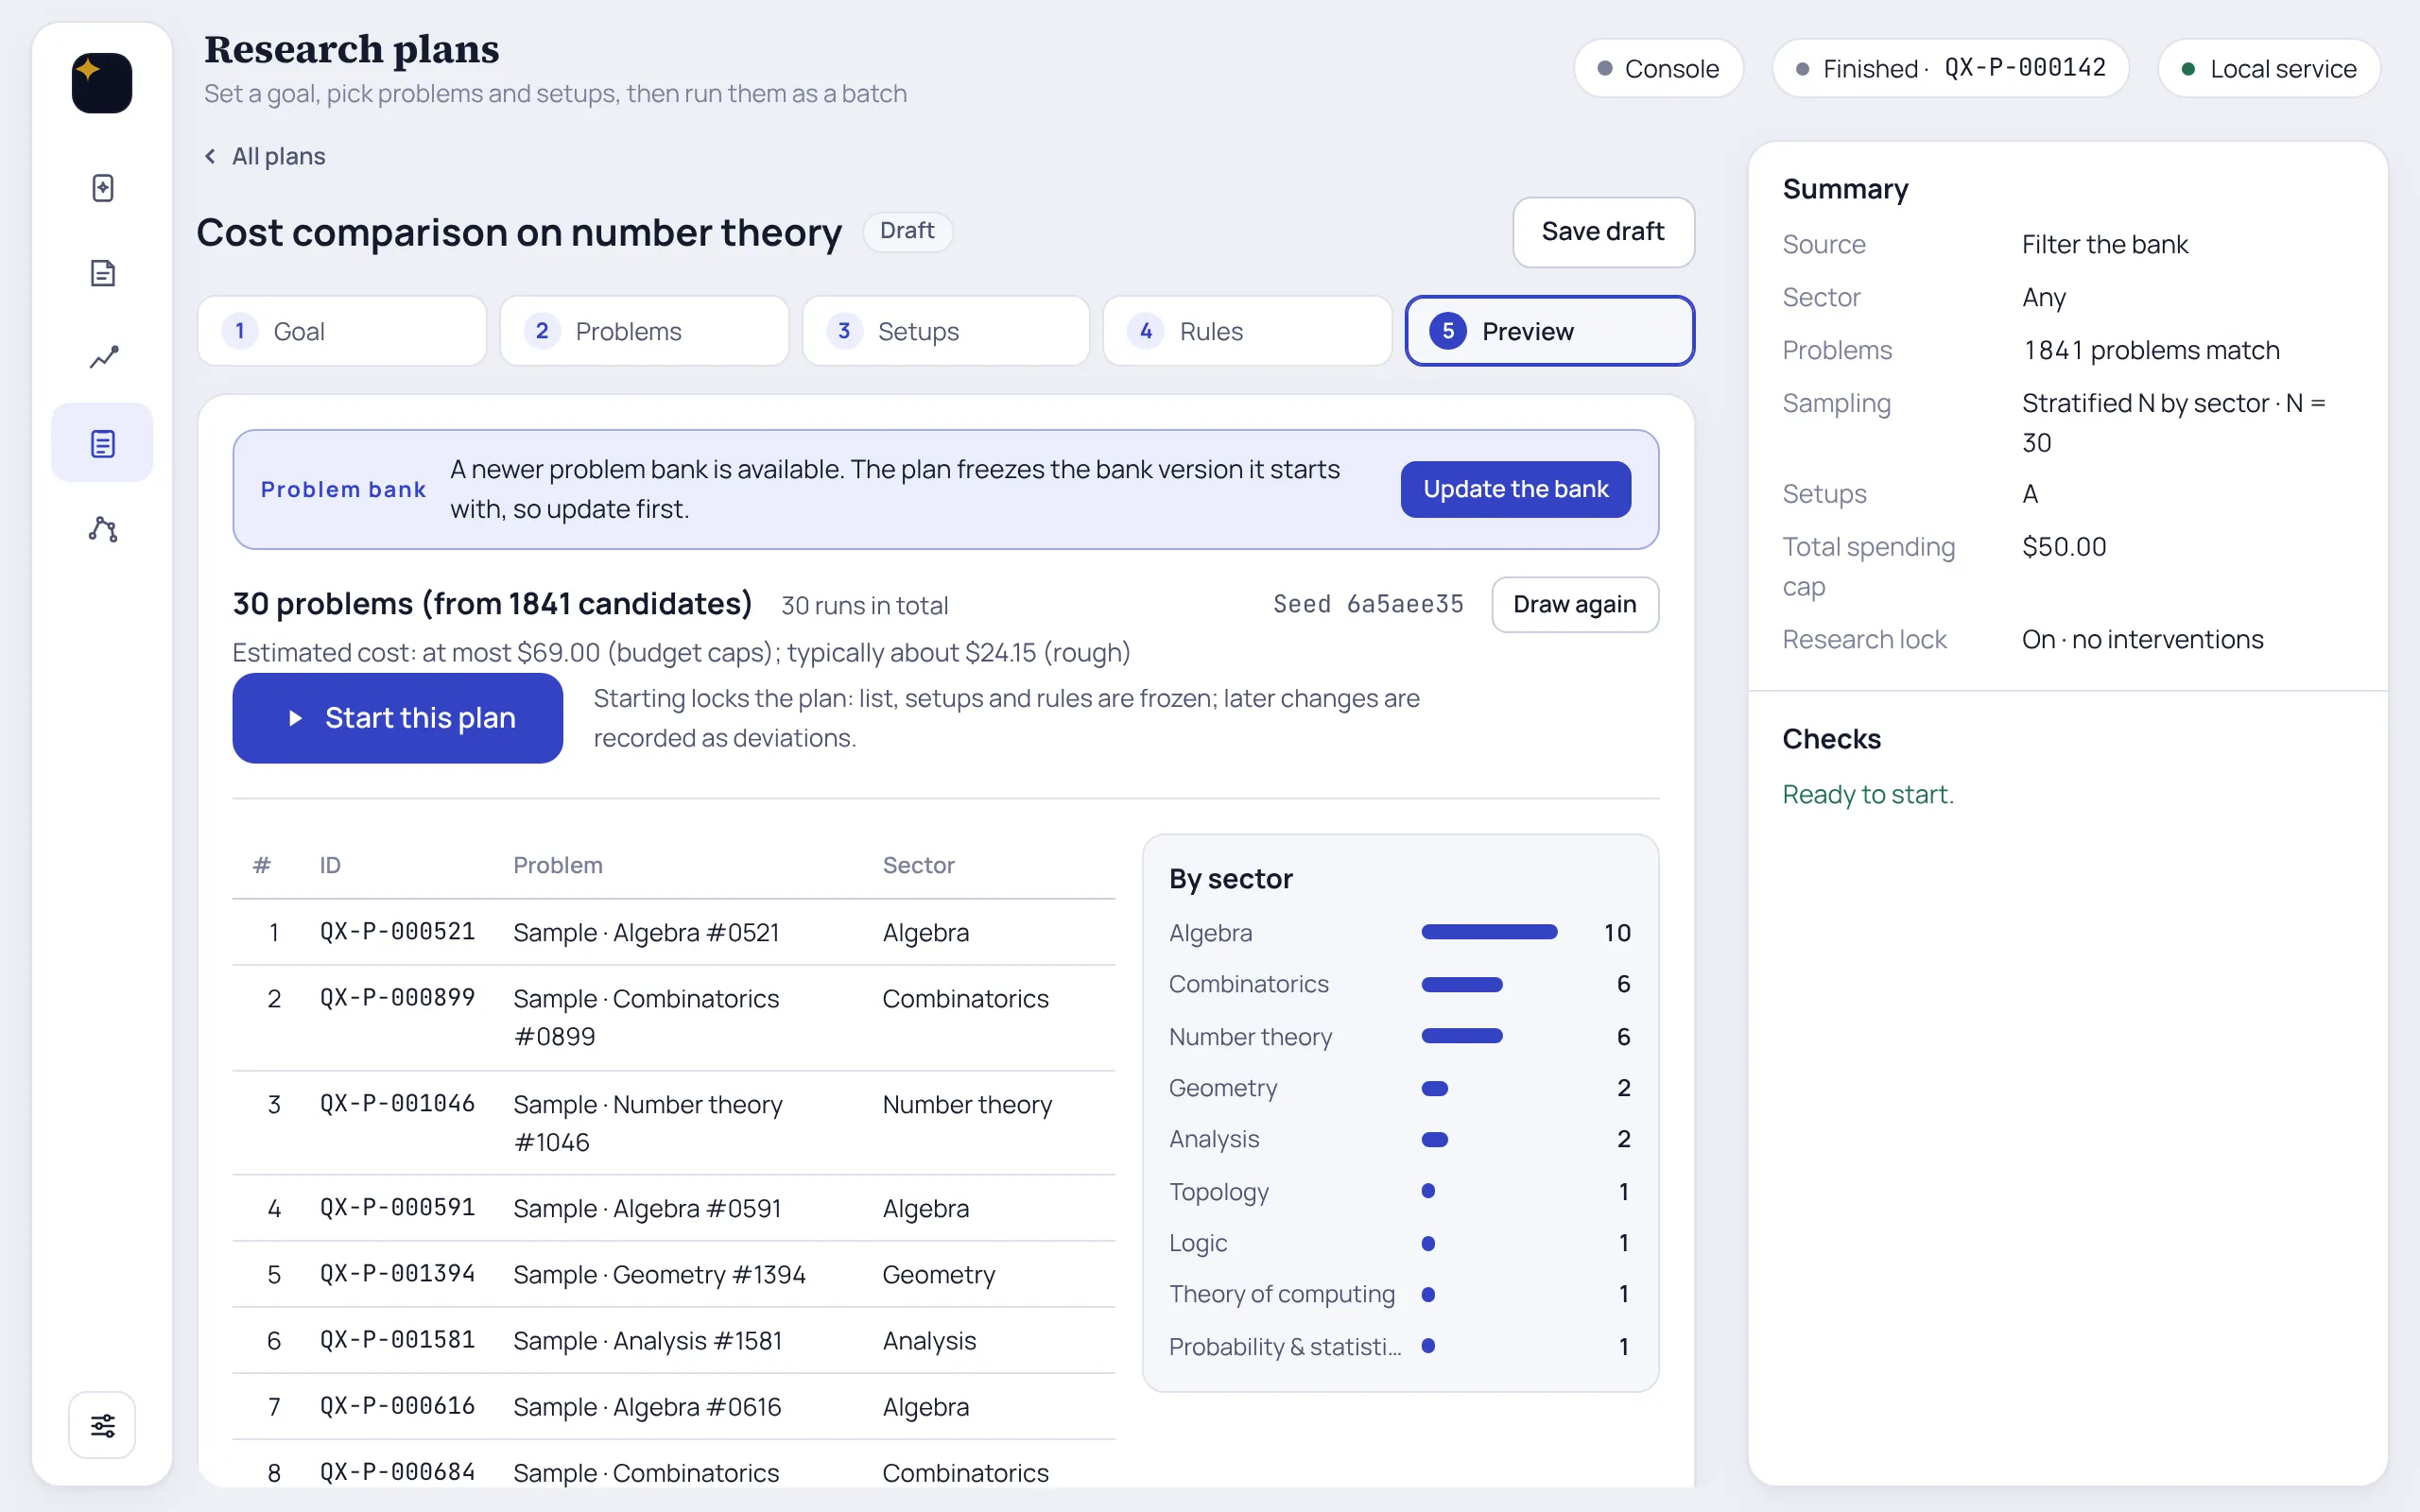 Research plans
Set a goal, pick problems and setups, then run them as a batch
Console
Finished · QX-P-000142
Local service
All plans
Cost comparison on number theory
Draft
Save draft
1 Goal
2 Problems
3 Setups
4 Rules
5 Preview
Problem bank
A newer problem bank is available. The plan freezes the bank version it starts
with, so update first.
Update the bank
30 problems (from 1841 candidates)
30 runs in total
Seed 6a5aee35
Draw again
Estimated cost: at most $69.00 (budget caps); typically about $24.15 (rough)
Start this plan
Starting locks the plan: list, setups and rules are frozen; later changes are
recorded as deviations.
# ID Problem Sector
1 QX-P-000521 Sample · Algebra #0521 Algebra
2 QX-P-000899 Sample · Combinatorics Combinatorics
#0899
3 QX-P-001046 Sample · Number theory Number theory
#1046
4 QX-P-000591 Sample · Algebra #0591 Algebra
5 QX-P-001394 Sample · Geometry #1394 Geometry
6 QX-P-001581 Sample · Analysis #1581 Analysis
7 QX-P-000616 Sample · Algebra #0616 Algebra
8 QX-P-000684 Sample · Combinatorics Combinatorics
By sector
Algebra 10
Combinatorics 6
Number theory 6
Geometry 2
Analysis 2
Topology 1
Logic 1
Theory of computing 1
Probability & statisti... 1
Summary
Source Filter the bank
Sector Any
Problems 1841 problems match
Sampling Stratified N by sector · N =
30
Setups A
Total spending $50.00
cap
Research lock On · no interventions
Checks
Ready to start.